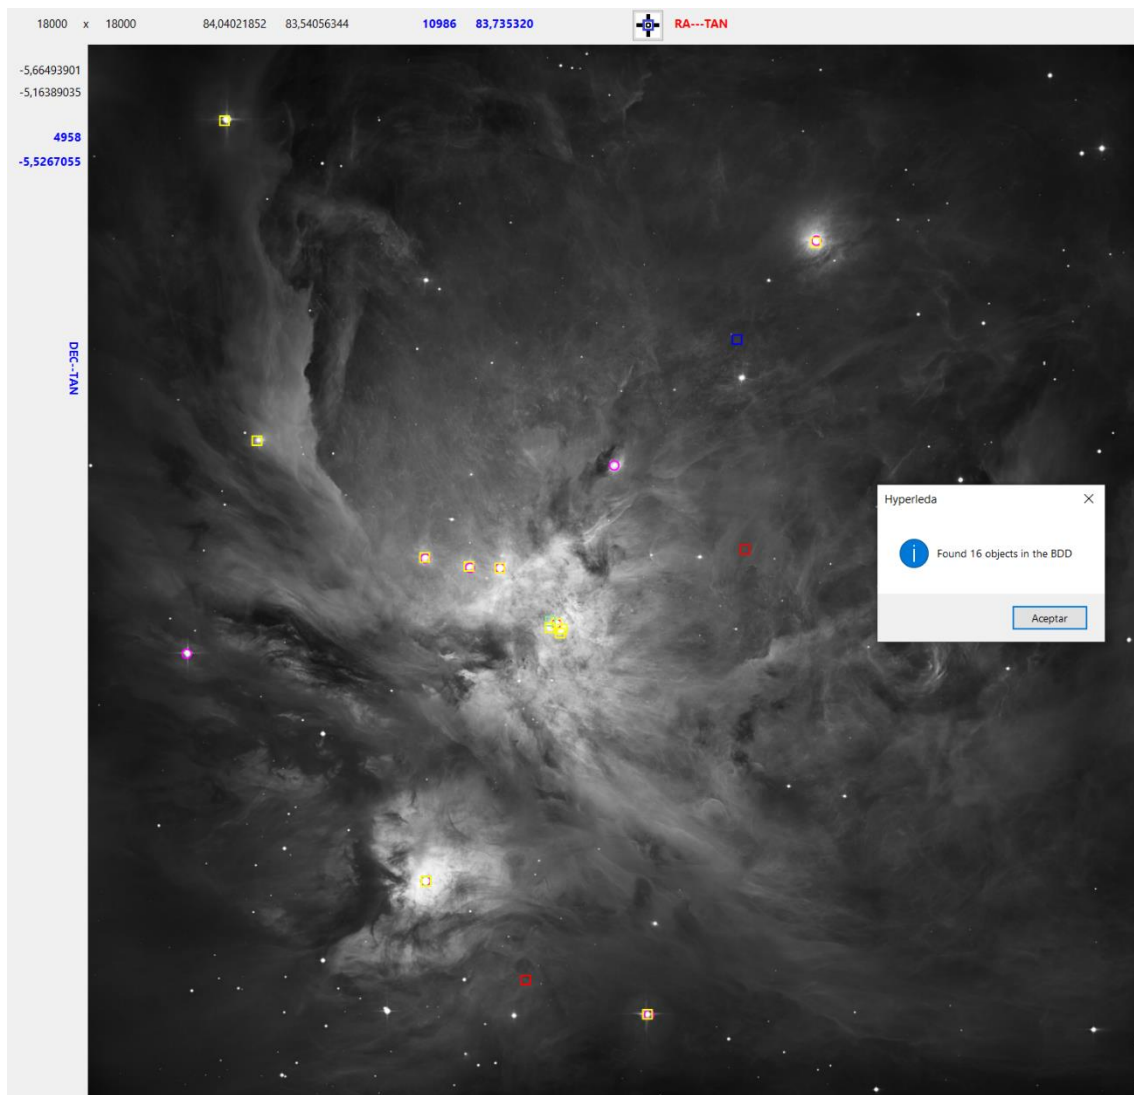 18000 x 18000 84,04021852 83,54056344 10986 83,735320 RA---TAN
-5,66493901
-5,16389035
4958
-5,5267055
DEC--TAN
Hyperleda
Found 16 objects in the BDD
Aceptar